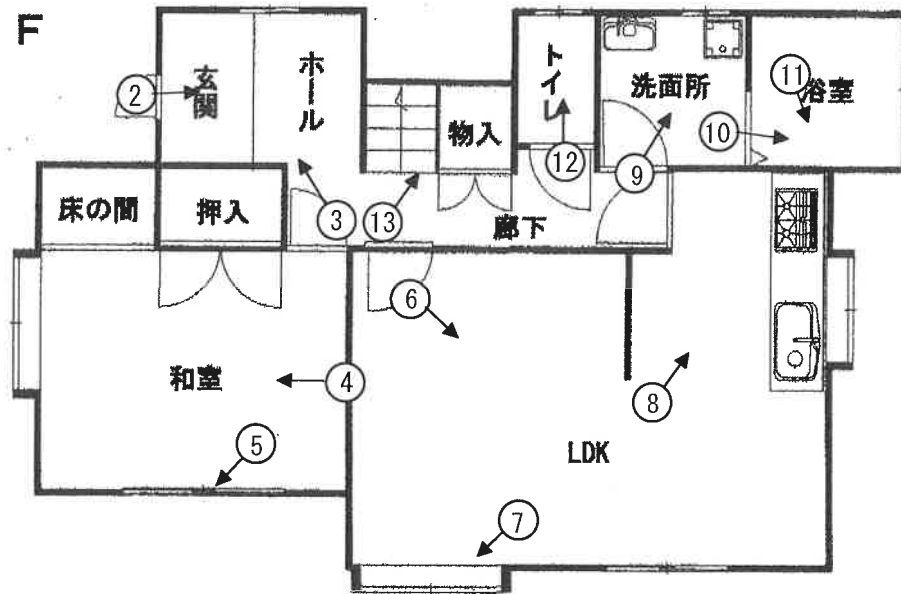 F
②
玄関
ホール
トイレ
洗面所
⑪
浴室
物入
⑩
⑫
⑨
床の間
押入
③
⑬
廊下
⑥
和室
④
⑧
⑤
LDK
⑦